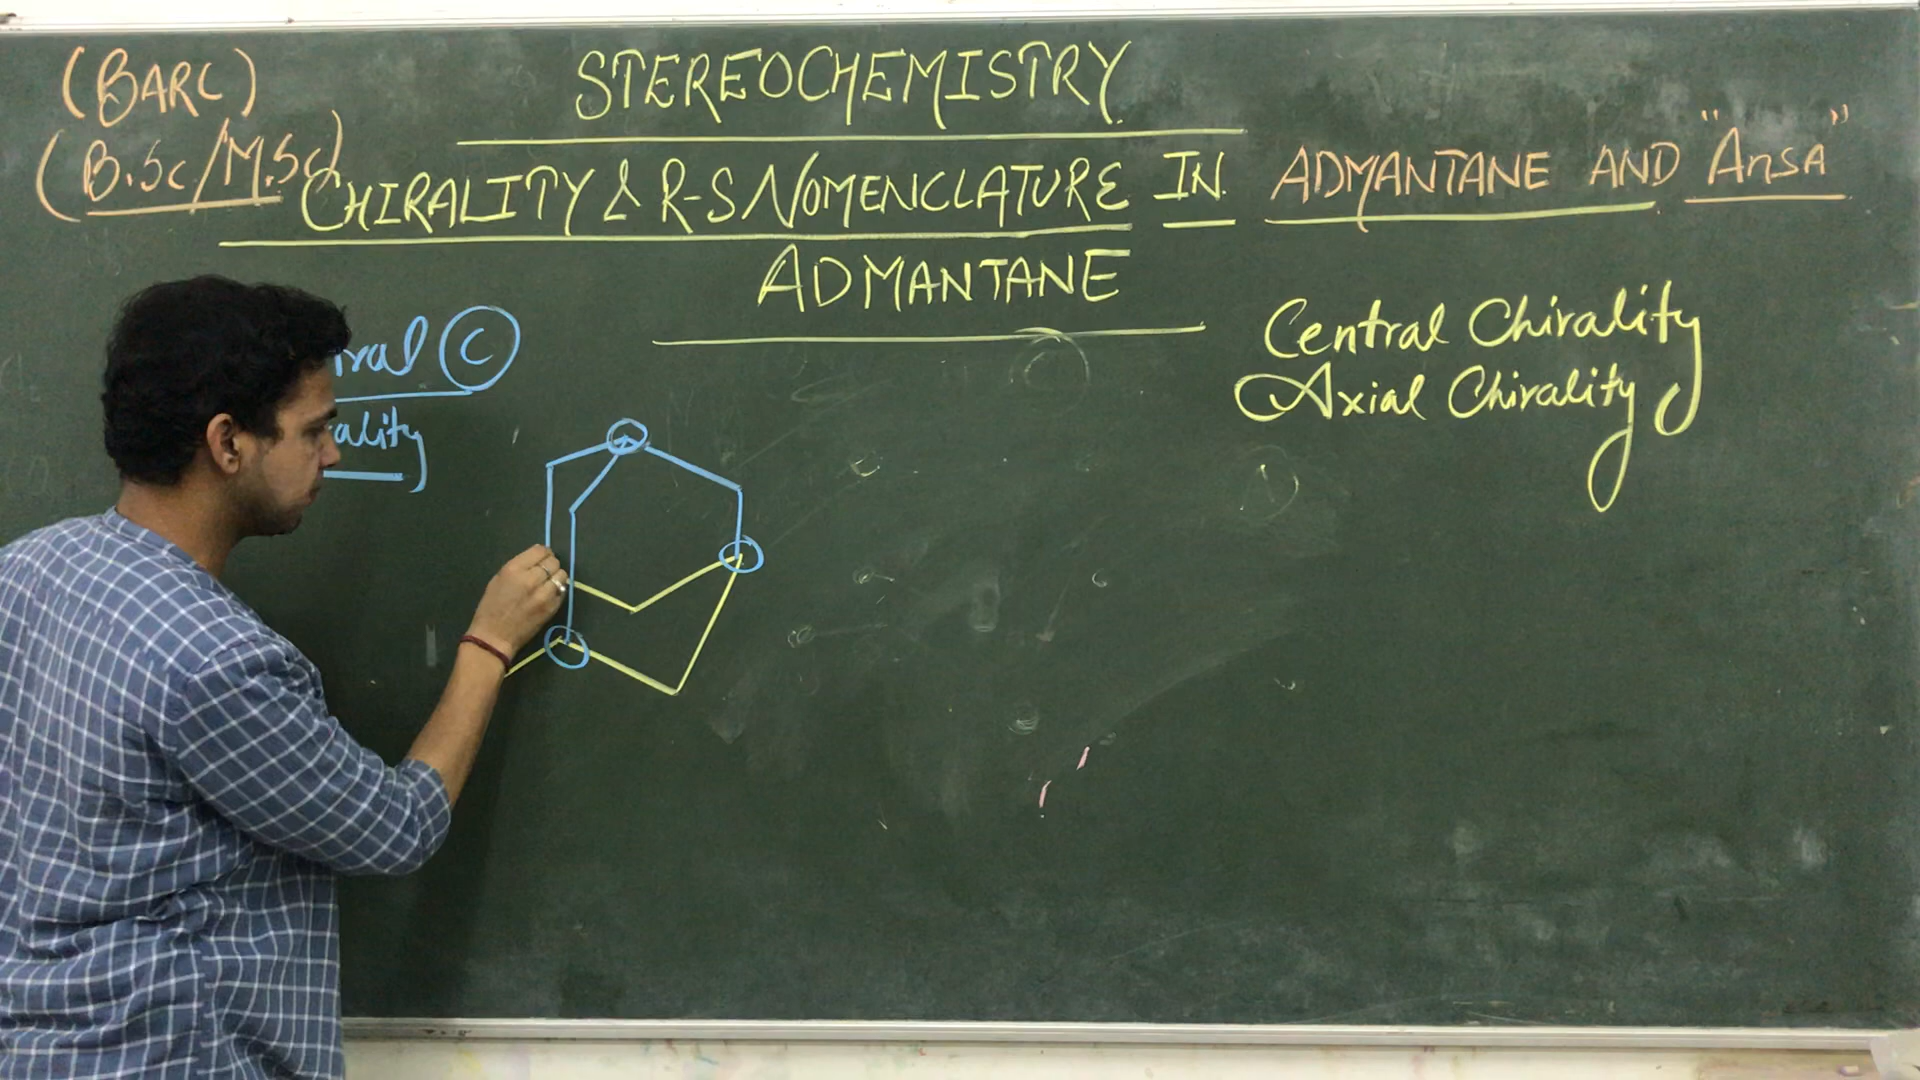 (BARC)
STEREOCHEMISTRY
(B.Sc/M.Sc)
CHIRALITY & R-S NOMENCLATURE IN ADMANTANE AND "Ansa"
ADMANTANE
Central Chirality
Axial Chirality
C